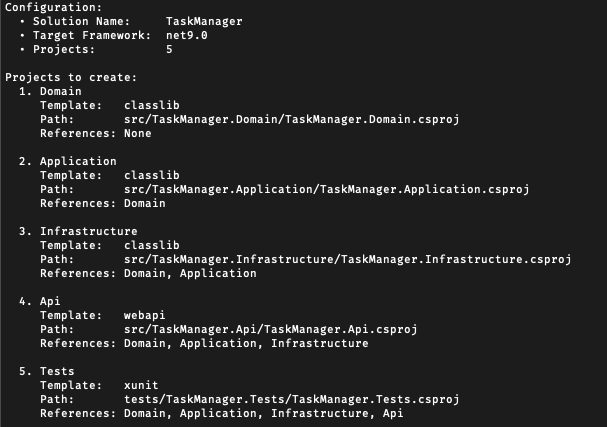 Configuration:
• Solution Name: TaskManager
• Target Framework: net9.0
• Projects: 5
Projects to create:
1. Domain
Template: classlib
Path: src/TaskManager.Domain/TaskManager.Domain.csproj
References: None
2. Application
Template: classlib
Path: src/TaskManager.Application/TaskManager.Application.csproj
References: Domain
3. Infrastructure
Template: classlib
Path: src/TaskManager.Infrastructure/TaskManager.Infrastructure.csproj
References: Domain, Application
4. Api
Template: webapi
Path: src/TaskManager.Api/TaskManager.Api.csproj
References: Domain, Application, Infrastructure
5. Tests
Template: xunit
Path: tests/TaskManager.Tests/TaskManager.Tests.csproj
References: Domain, Application, Infrastructure, Api